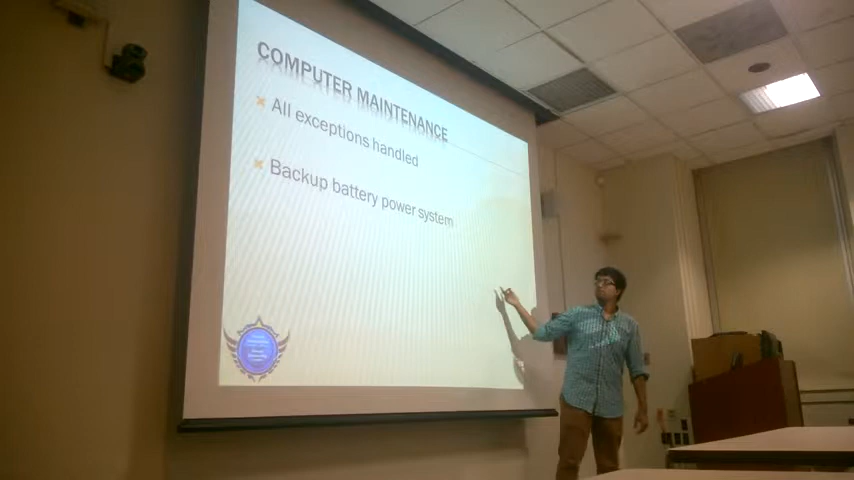 COMPUTER MAINTENANCE
All exceptions handled
Backup battery power system